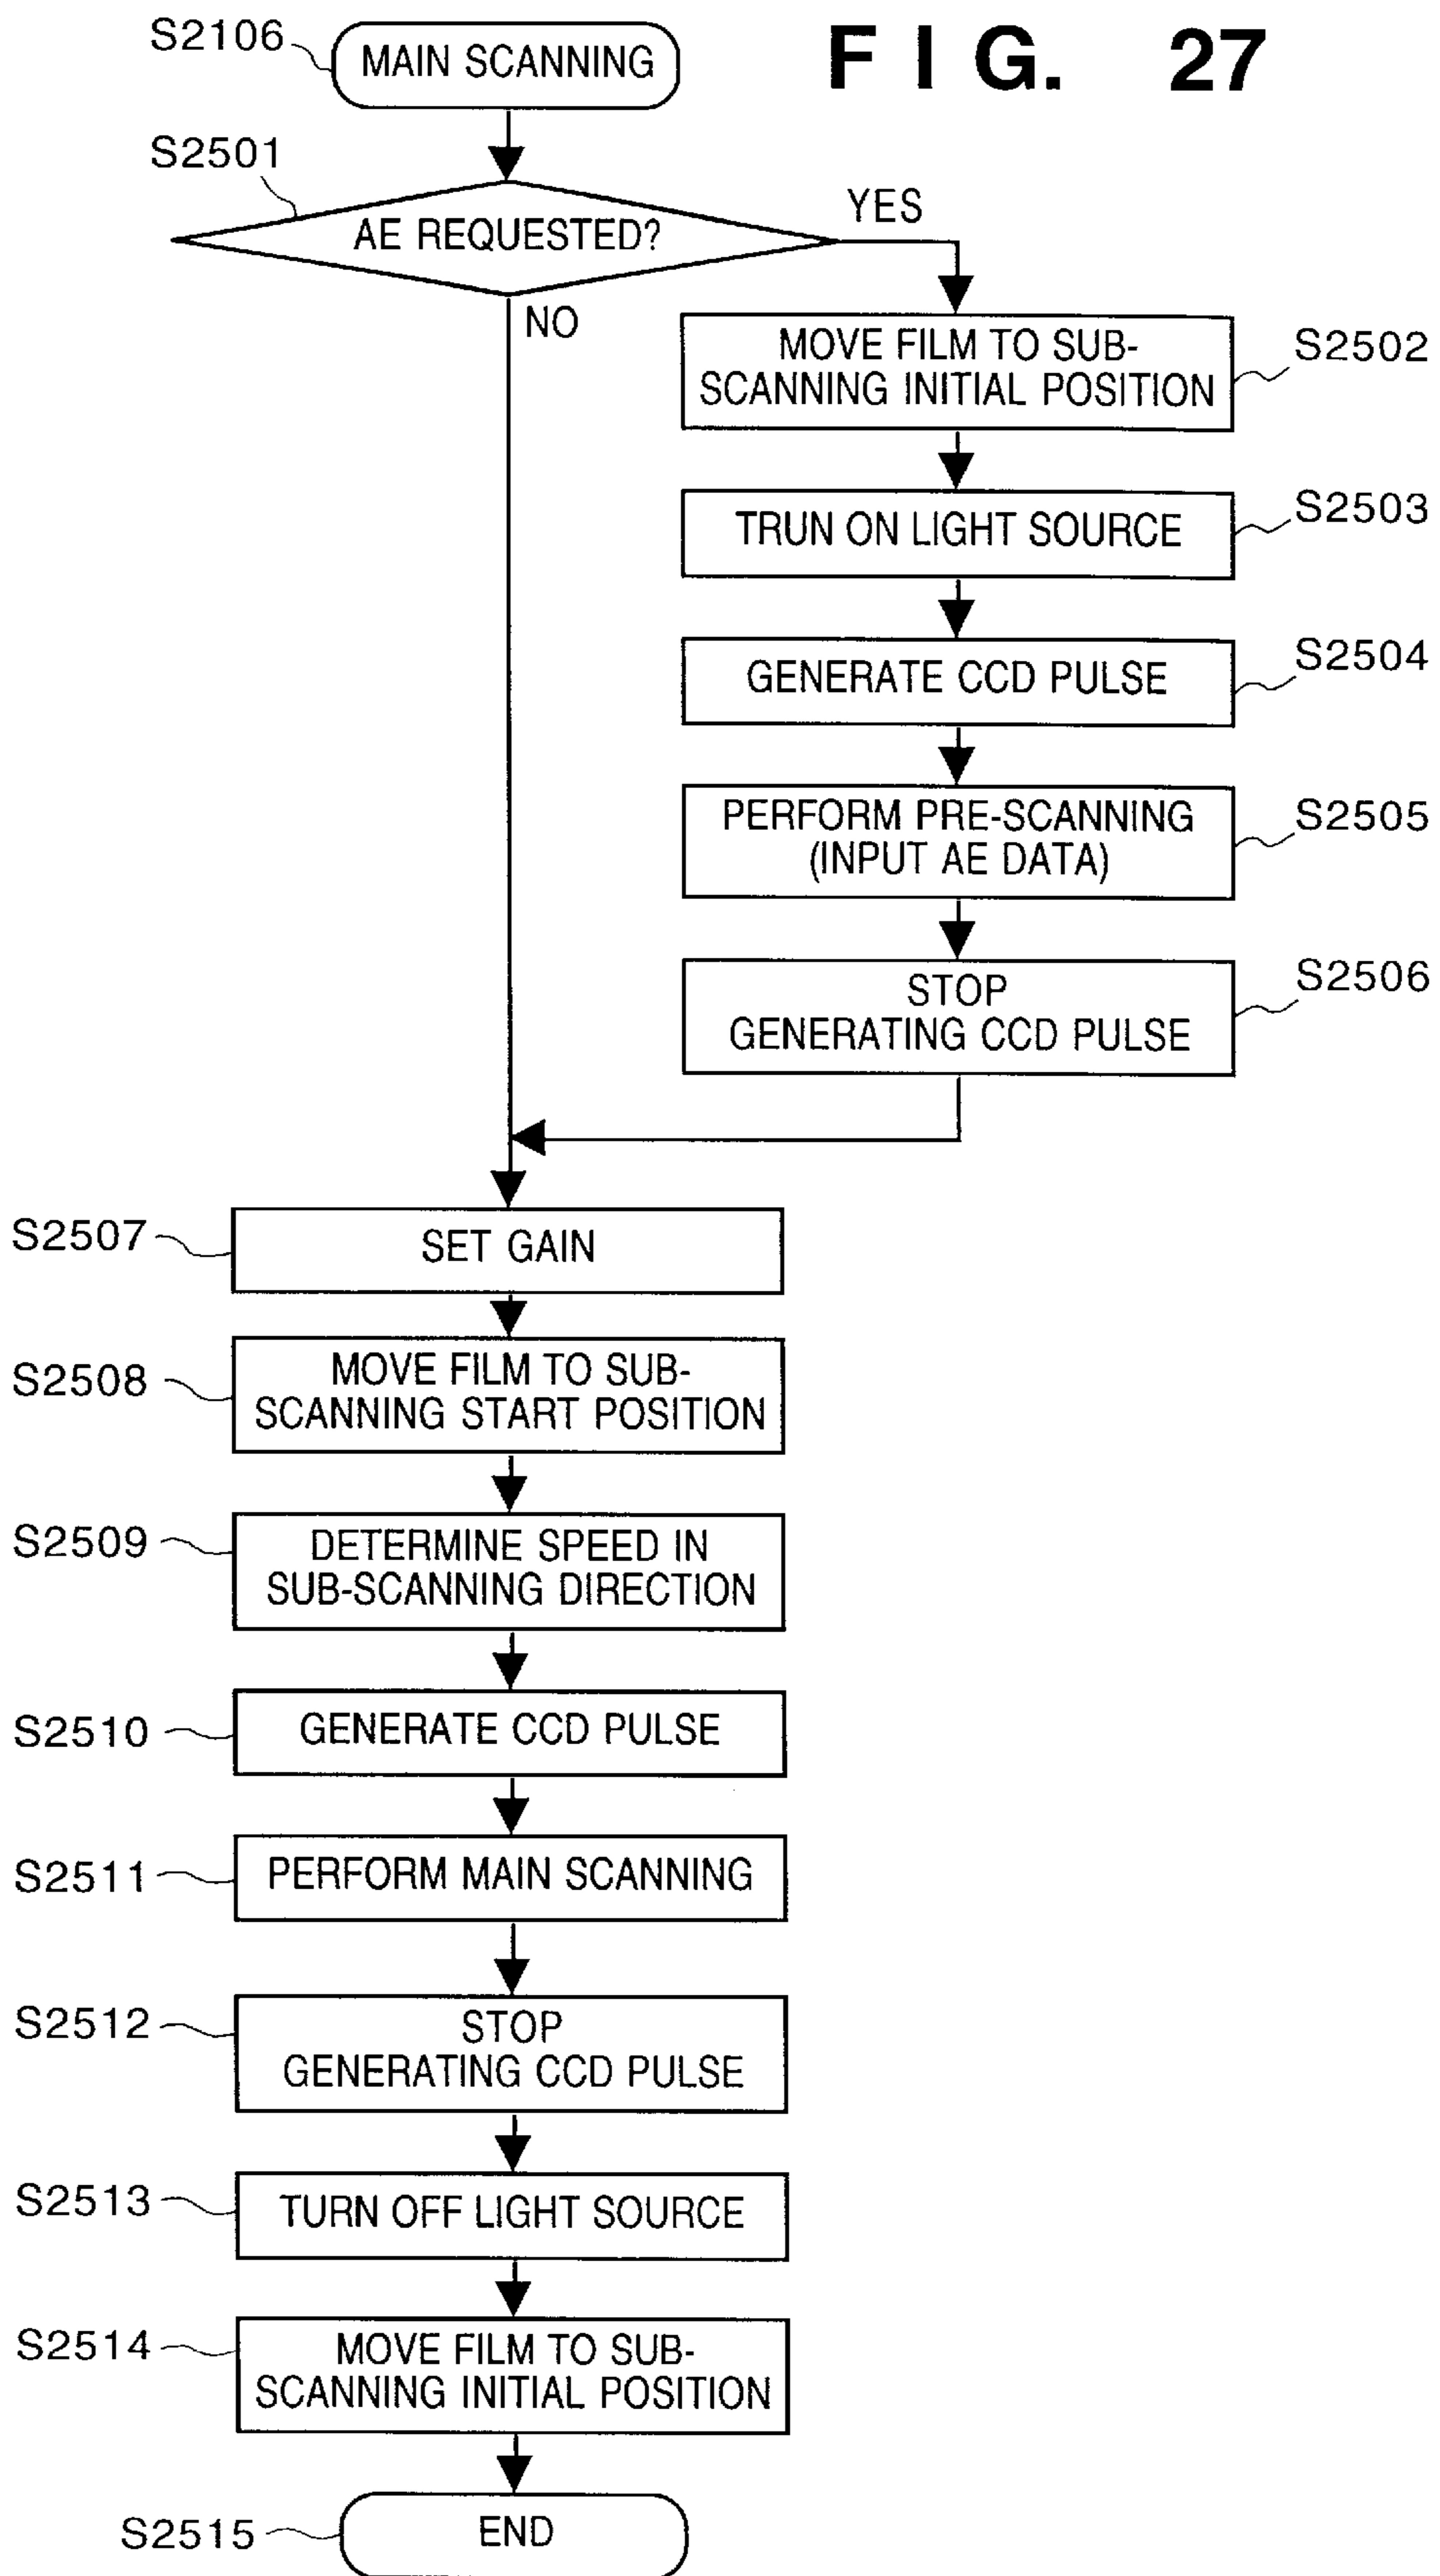 FIG. 27
S2106
MAIN SCANNING
S2501
AE REQUESTED?
YES
NO
MOVE FILM TO SUB-
SCANNING INITIAL POSITION
S2502
TRUN ON LIGHT SOURCE
S2503
GENERATE CCD PULSE
S2504
PERFORM PRE-SCANNING
(INPUT AE DATA)
S2505
STOP
GENERATING CCD PULSE
S2506
S2507
SET GAIN
S2508
MOVE FILM TO SUB-
SCANNING START POSITION
S2509
DETERMINE SPEED IN
SUB-SCANNING DIRECTION
S2510
GENERATE CCD PULSE
S2511
PERFORM MAIN SCANNING
S2512
STOP
GENERATING CCD PULSE
S2513
TURN OFF LIGHT SOURCE
S2514
MOVE FILM TO SUB-
SCANNING INITIAL POSITION
S2515
END